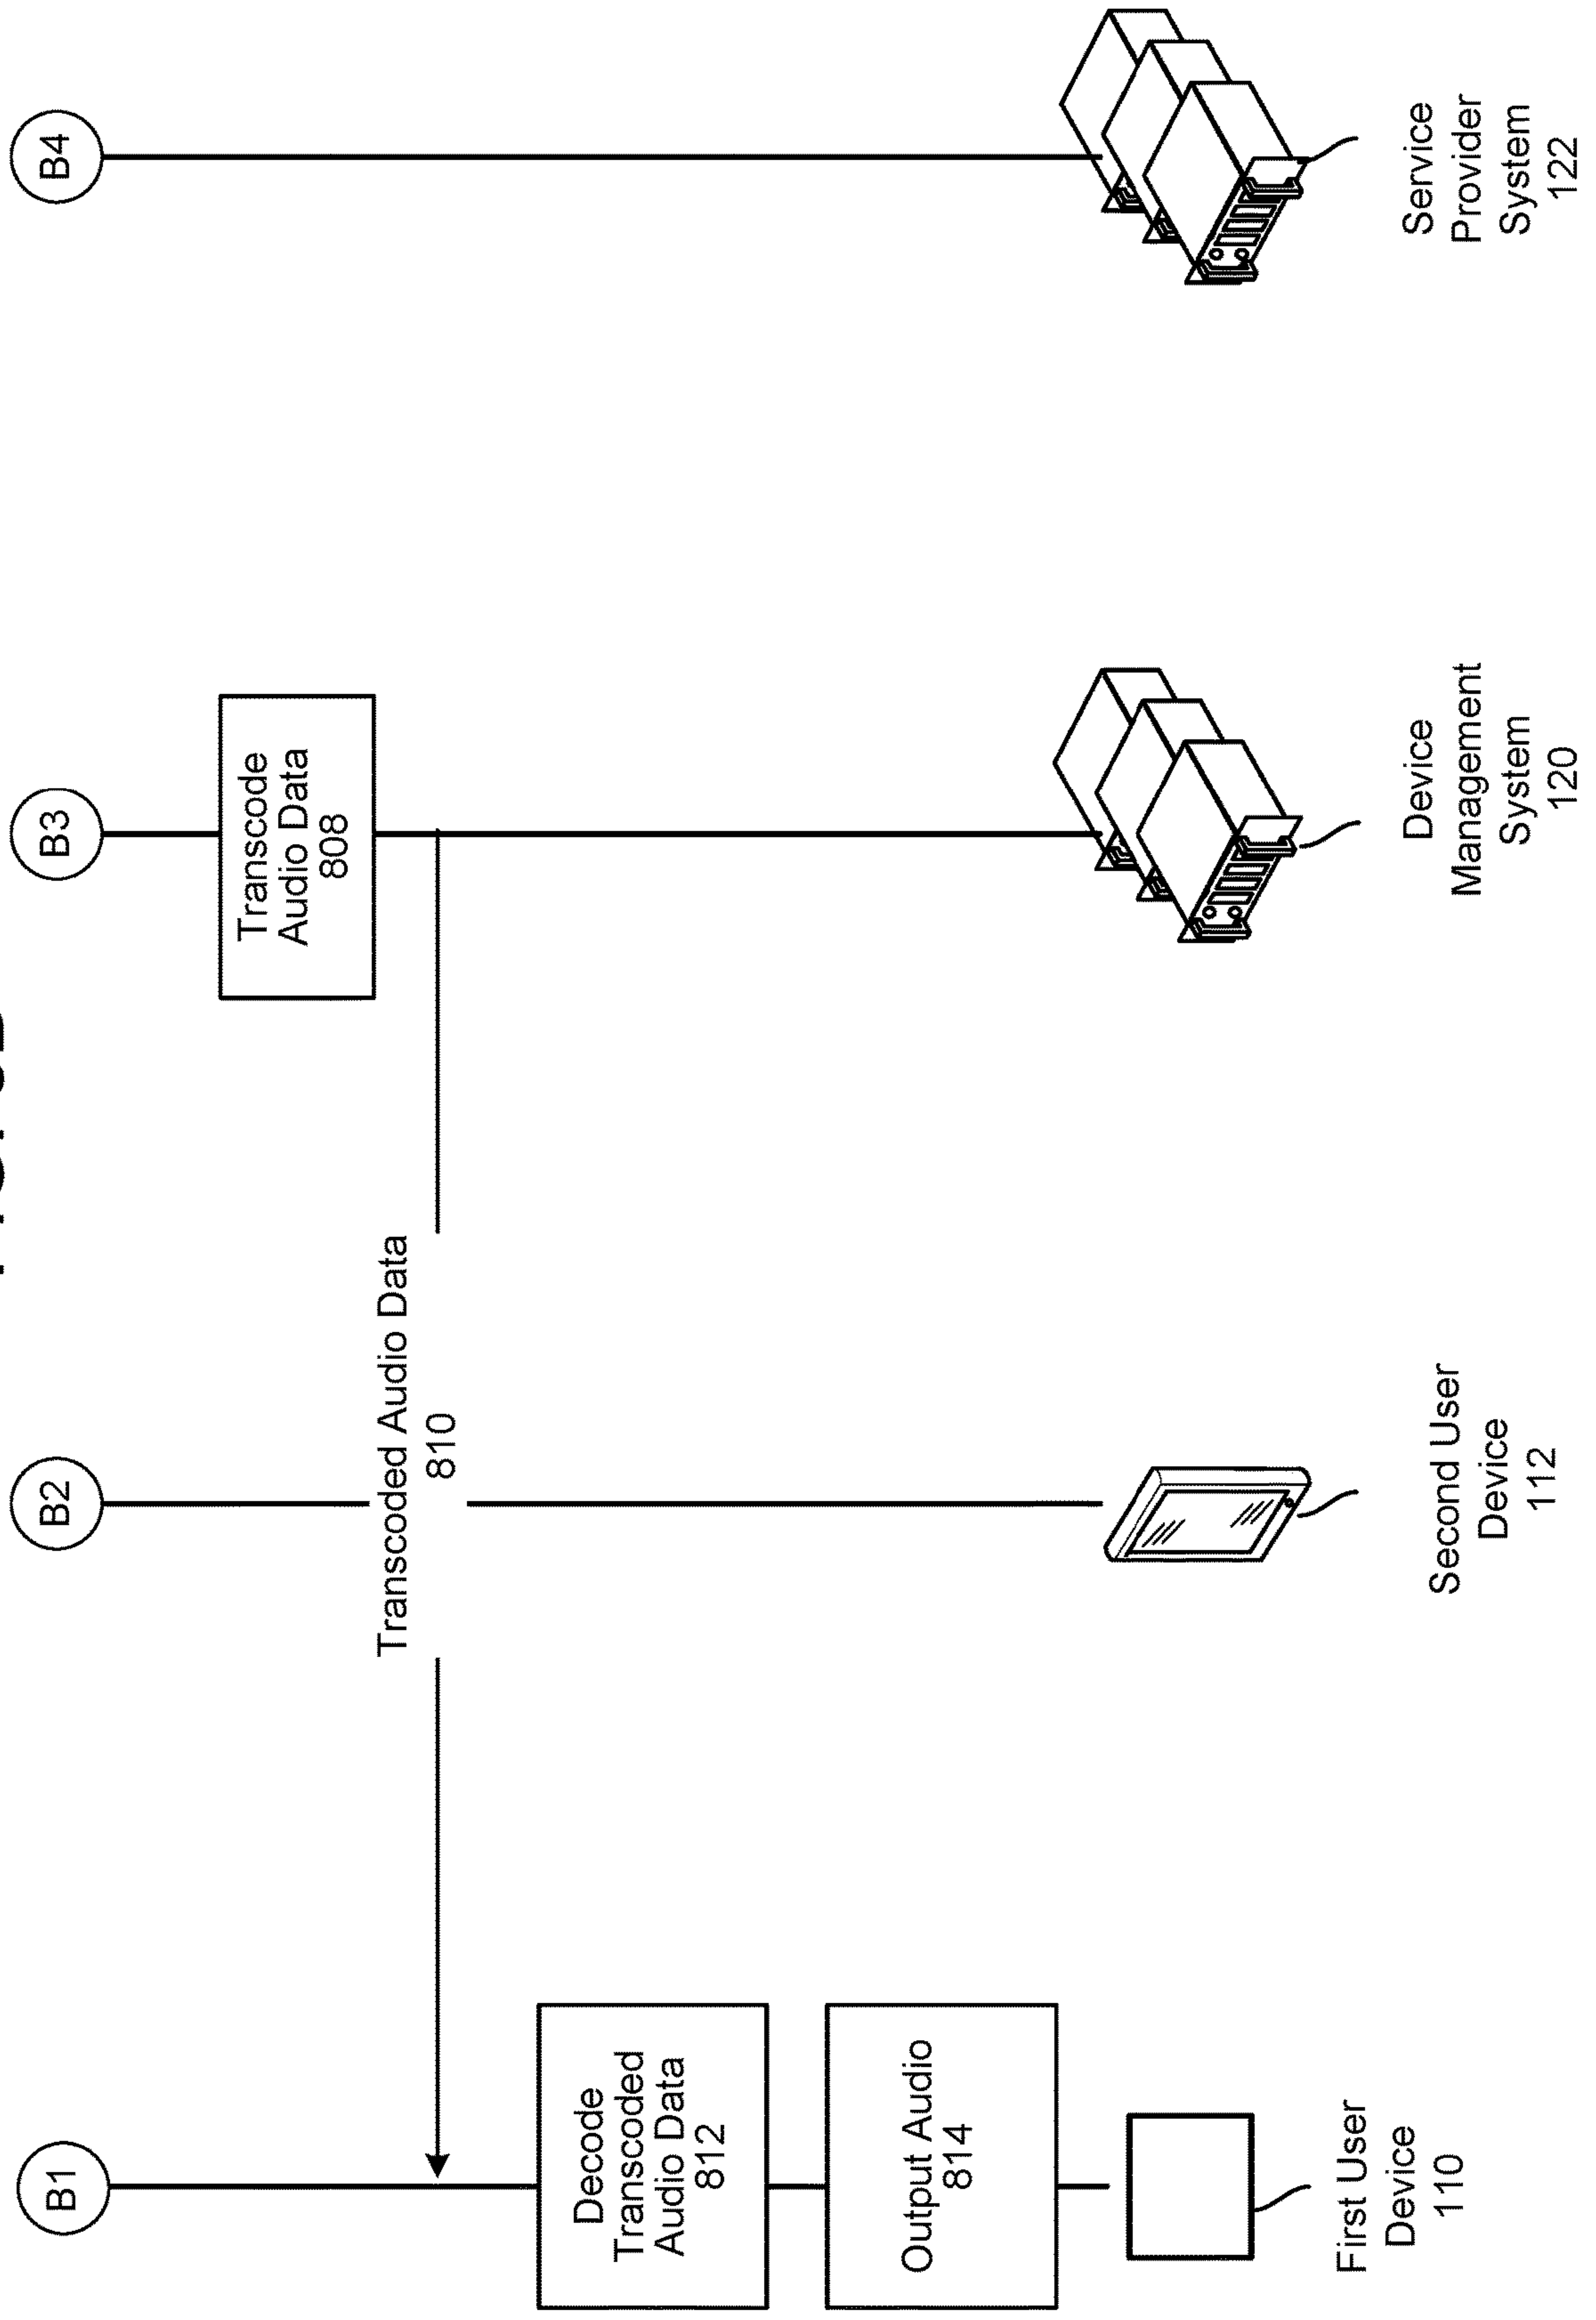 B1
B2
B3
B4
Transcode
Audio Data
808
Transcoded Audio Data
810
Decode
Transcoded
Audio Data
812
Output Audio
814
First User
Device
110
Second User
Device
112
Device
Management
System
120
Service
Provider
System
122